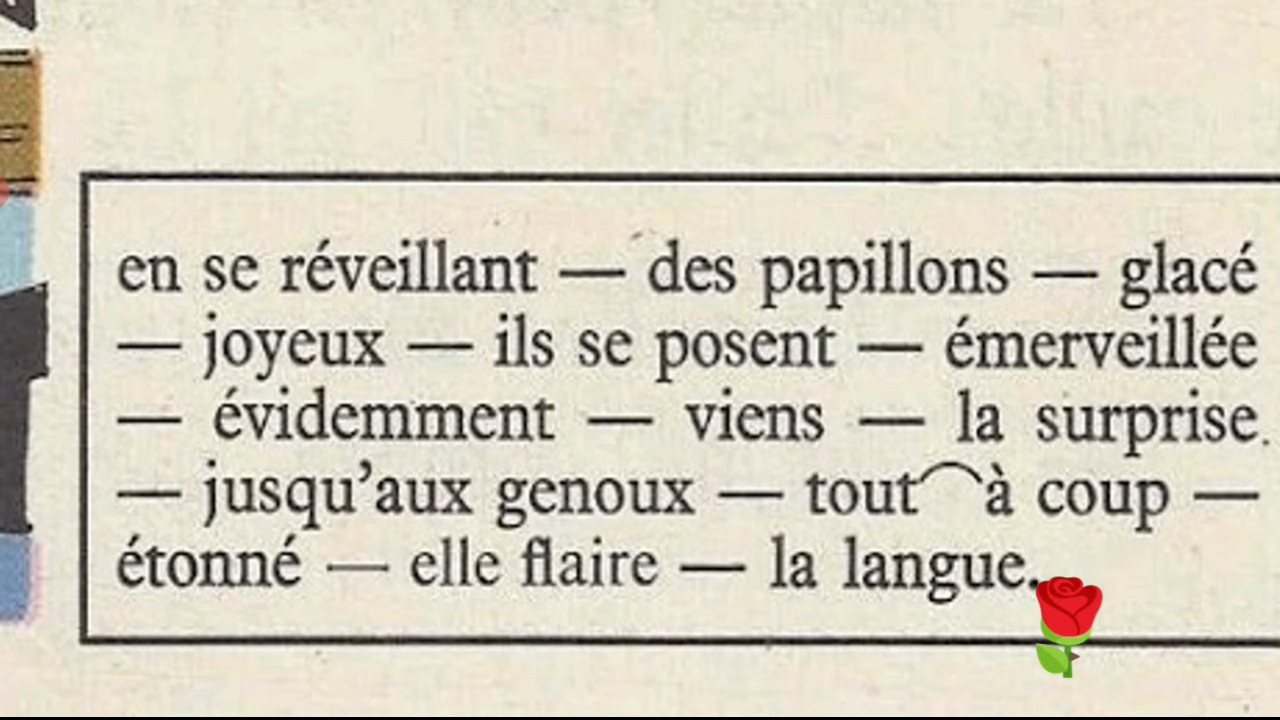 en se réveillant — des papillons — glacé
— joyeux — ils se posent — émerveillée
— évidemment — viens — la surprise.
— jusqu’aux genoux — tout‿à coup —
étonné — elle flaire — la langue.